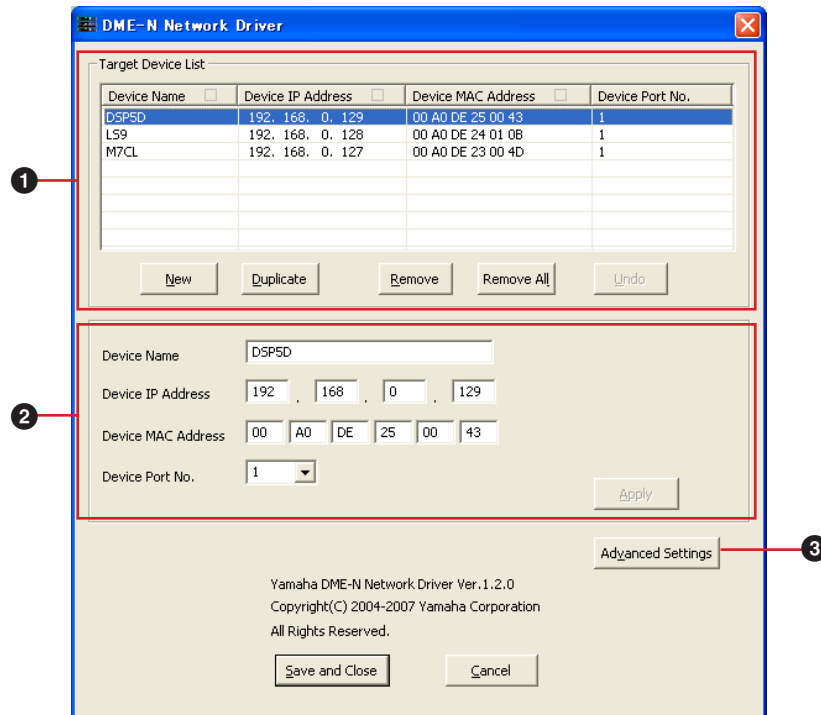 DME-N Network Driver
Target Device List
Device Name Device IP Address Device MAC Address Device Port No.
DSP5D 192. 168. 0. 129 00 A0 DE 25 00 43 1
LS9 192. 168. 0. 128 00 A0 DE 24 01 0B 1
M7CL 192. 168. 0. 127 00 A0 DE 23 00 4D 1
1
New Duplicate Remove Remove All Undo
Device Name DSP5D
Device IP Address 192 . 168 . 0 . 129
2
Device MAC Address 00 A0 DE 25 00 43
Device Port No. 1
Apply
Advanced Settings 3
Yamaha DME-N Network Driver Ver.1.2.0
Copyright(C) 2004-2007 Yamaha Corporation
All Rights Reserved.
Save and Close Cancel